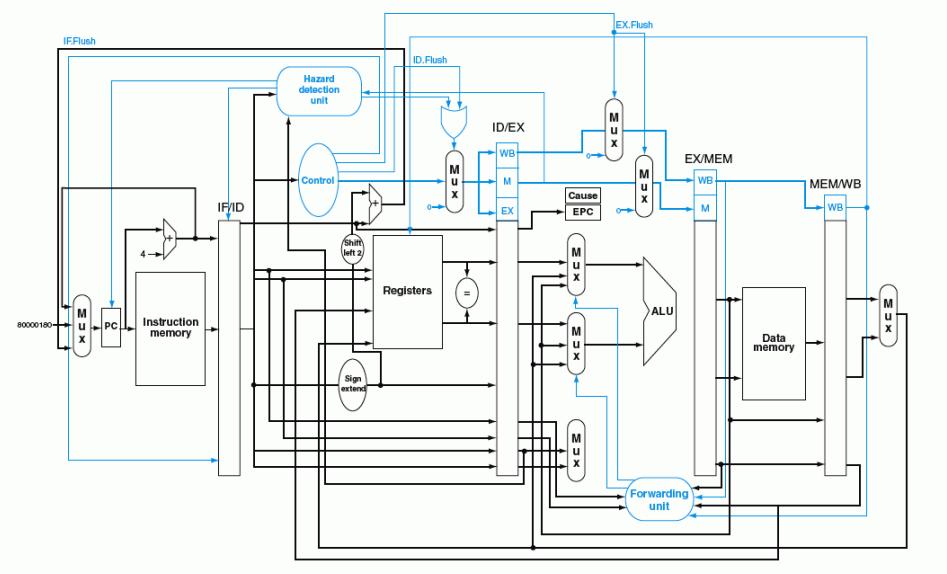 EX.Flush
IF.Flush
ID.Flush
Hazard
detection
unit
ID/EX
Mux
WB
EX/MEM
Control
Mux
M
Mux
WB
MEM/WB
0
0
0
EX
Cause
EPC
M
WB
IF/ID
+
+
4
Shift
left 2
Mux
Registers
=
ALU
Mux
80000180
PC
Instruction
memory
Mux
Data
memory
Mux
Sign
extend
Mux
Forwarding
unit